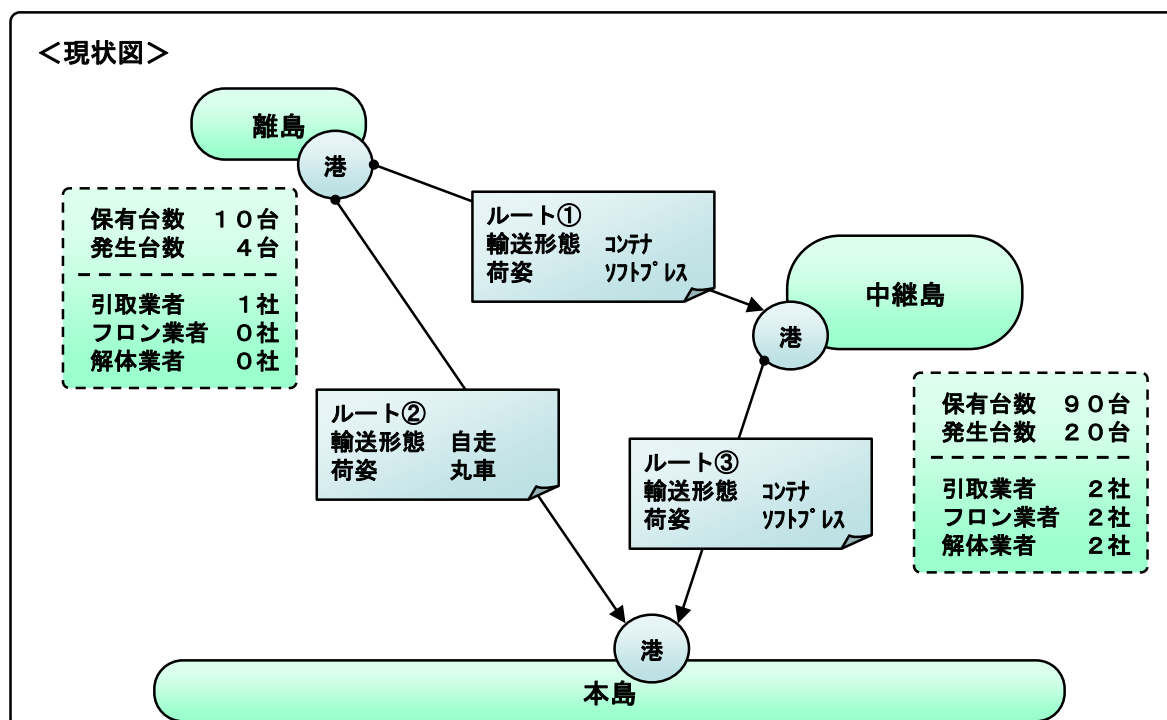 ＜現状図＞
離島
港
保有台数　１０台
発生台数　４台
引取業者　１社
フロン業者　０社
解体業者　０社
ルート①
輸送形態　ｺﾝﾃﾅ
荷姿　ｿﾌﾄﾌﾟﾚｽ
中継島
港
ルート②
輸送形態　自走
荷姿　丸車
ルート③
輸送形態　ｺﾝﾃﾅ
荷姿　ｿﾌﾄﾌﾟﾚｽ
保有台数　９０台
発生台数　２０台
引取業者　２社
フロン業者　２社
解体業者　２社
港
本島